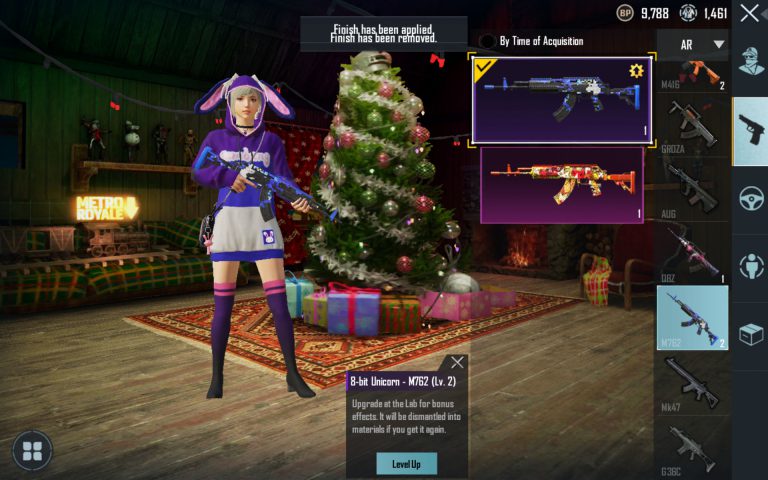 Finish has been applied.
Finish has been removed.
By Time of Acquisition
BP 9,788
1,461
AR
1
1
M416
2
GROZA
AUG
QBZ
1
M762
2
Mk47
G36C
METRO
ROYALE
8-bit Unicorn - M762 (Lv. 2)
Upgrade at the Lab for bonus
effects. It will be dismantled into
materials if you get it again.
Level Up